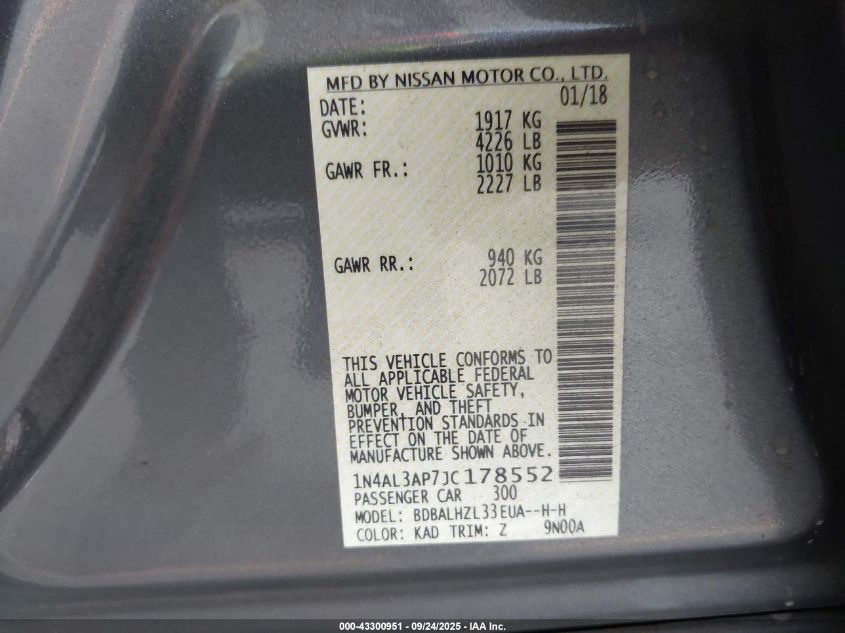 MFD BY NISSAN MOTOR CO., LTD.
DATE: 01/18
GVWR: 1917 KG
4226 LB
GAWR FR.: 1010 KG
2227 LB
GAWR RR.: 940 KG
2072 LB
THIS VEHICLE CONFORMS TO
ALL APPLICABLE FEDERAL
MOTOR VEHICLE SAFETY,
BUMPER, AND THEFT
PREVENTION STANDARDS IN
EFFECT ON THE DATE OF
MANUFACTURE SHOWN ABOVE.
1N4AL3AP7JC178552
PASSENGER CAR 300
MODEL: BDBALHZL33EUA--H-H
COLOR: KAD TRIM: Z 9N00A
000-43300951 - 09/24/2025 - IAA Inc.